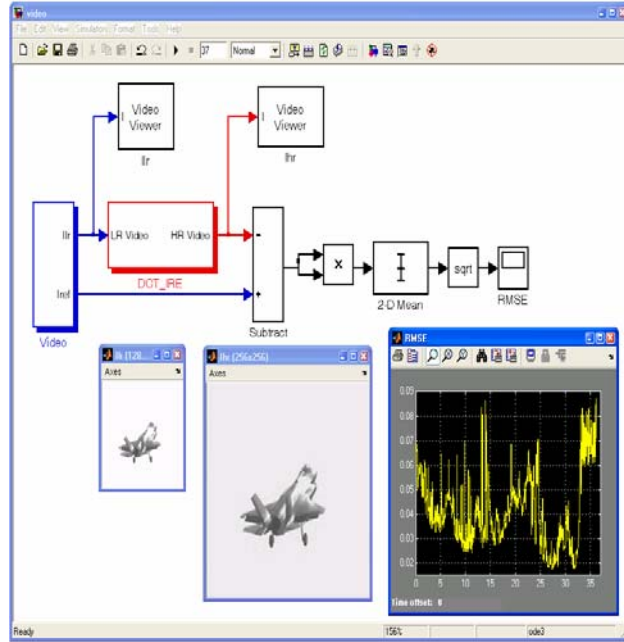 video
File Edit View Simulation Format Tools Help
37 Normal
Video Viewer
Ilr
Video Viewer
Ihr
Ilr
Iref
Video
LR Video HR Video
DCT_IRE
-
+
Subtract
x
2-D Mean
sqrt
RMSE
Ilr (128...
Axes
Ihr (256x256)
Axes
RMSE
0.09
0.08
0.07
0.06
0.05
0.04
0.03
0.02
0 5 10 15 20 25 30 35
Time offset: 0
Ready 156% ode3